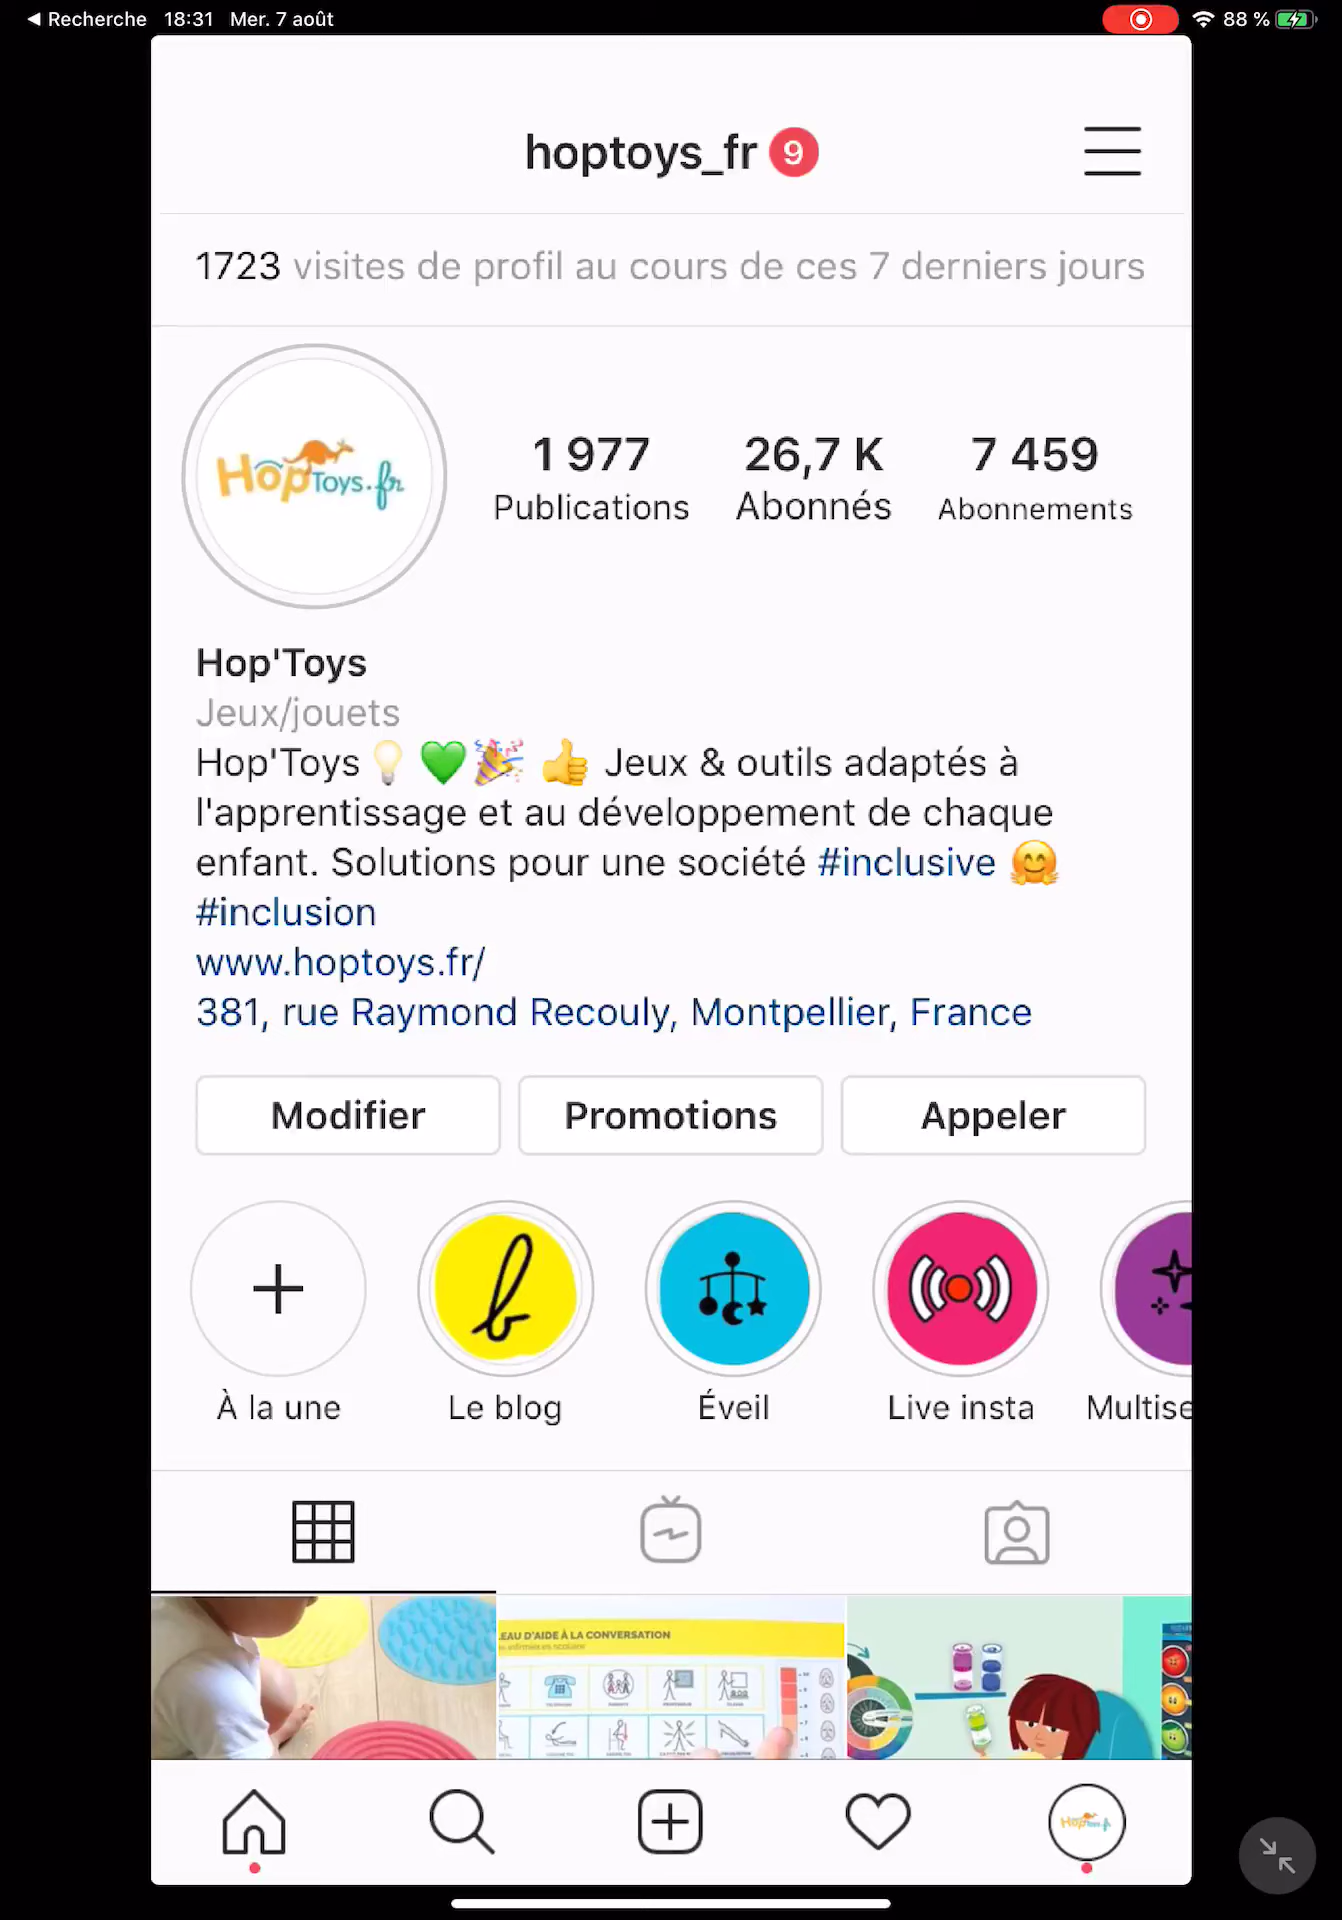 Recherche 18:31 Mer. 7 août 88 %
hoptoys_fr 9
1723 visites de profil au cours de ces 7 derniers jours
HopToys.fr
1 977 26,7 K 7 459
Publications Abonnés Abonnements
Hop'Toys
Jeux/jouets
Hop'Toys 💡 💚 🎉 👍 Jeux & outils adaptés à
l'apprentissage et au développement de chaque
enfant. Solutions pour une société #inclusive 🤗
#inclusion
www.hoptoys.fr/
381, rue Raymond Recouly, Montpellier, France
Modifier Promotions Appeler
À la une Le blog Éveil Live insta Multise
EAU D'AIDE À LA CONVERSATION